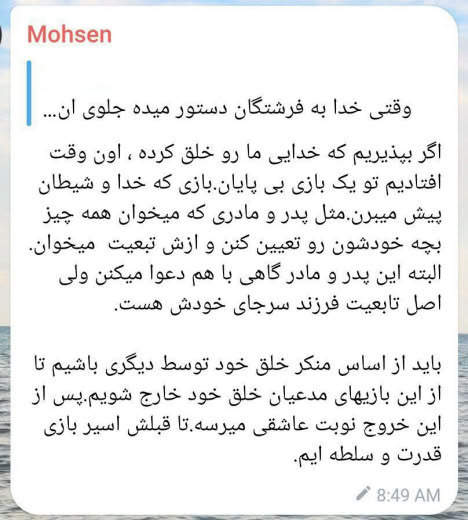 Mohsen
وقتی خدا به فرشتگان دستور میده جلوی ان...
اگر بپذیریم که خدایی ما رو خلق کرده ، اون وقت
افتادیم تو یک بازی بی پایان.بازی که خدا و شیطان
پیش میبرن.مثل پدر و مادری که میخوان همه چیز
بچه خودشون رو تعیین کنن و ازش تبعیت میخوان.
البته این پدر و مادر گاهی با هم دعوا میکنن ولی
اصل تابعیت فرزند سرجای خودش هست.
باید از اساس منکر خلق خود توسط دیگری باشیم تا
از این بازیهای مدعیان خلق خود خارج شویم.پس از
این خروج نوبت عاشقی میرسه.تا قبلش اسیر بازی
قدرت و سلطه ایم.
8:49 AM